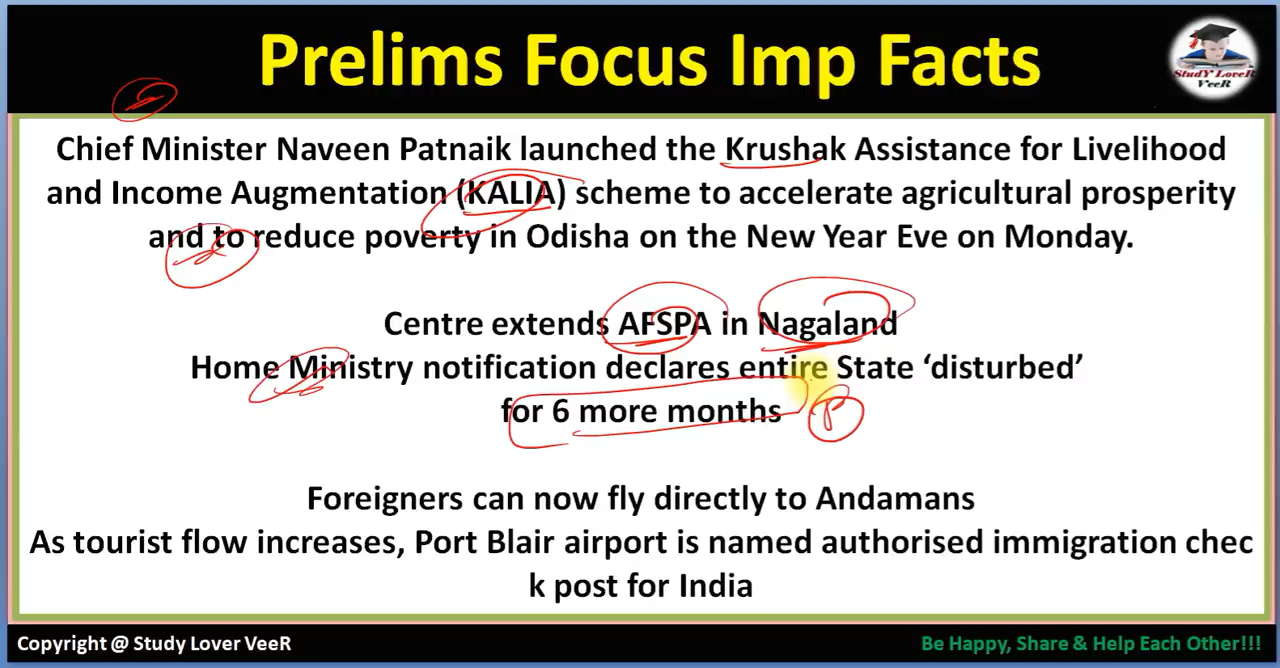 Prelims Focus Imp Facts
StudY LoveR
VeeR
Chief Minister Naveen Patnaik launched the Krushak Assistance for Livelihood
and Income Augmentation (KALIA) scheme to accelerate agricultural prosperity
and to reduce poverty in Odisha on the New Year Eve on Monday.
Centre extends AFSPA in Nagaland
Home Ministry notification declares entire State ‘disturbed’
for 6 more months
Foreigners can now fly directly to Andamans
As tourist flow increases, Port Blair airport is named authorised immigration chec
k post for India
Copyright @ Study Lover VeeR
Be Happy, Share & Help Each Other!!!